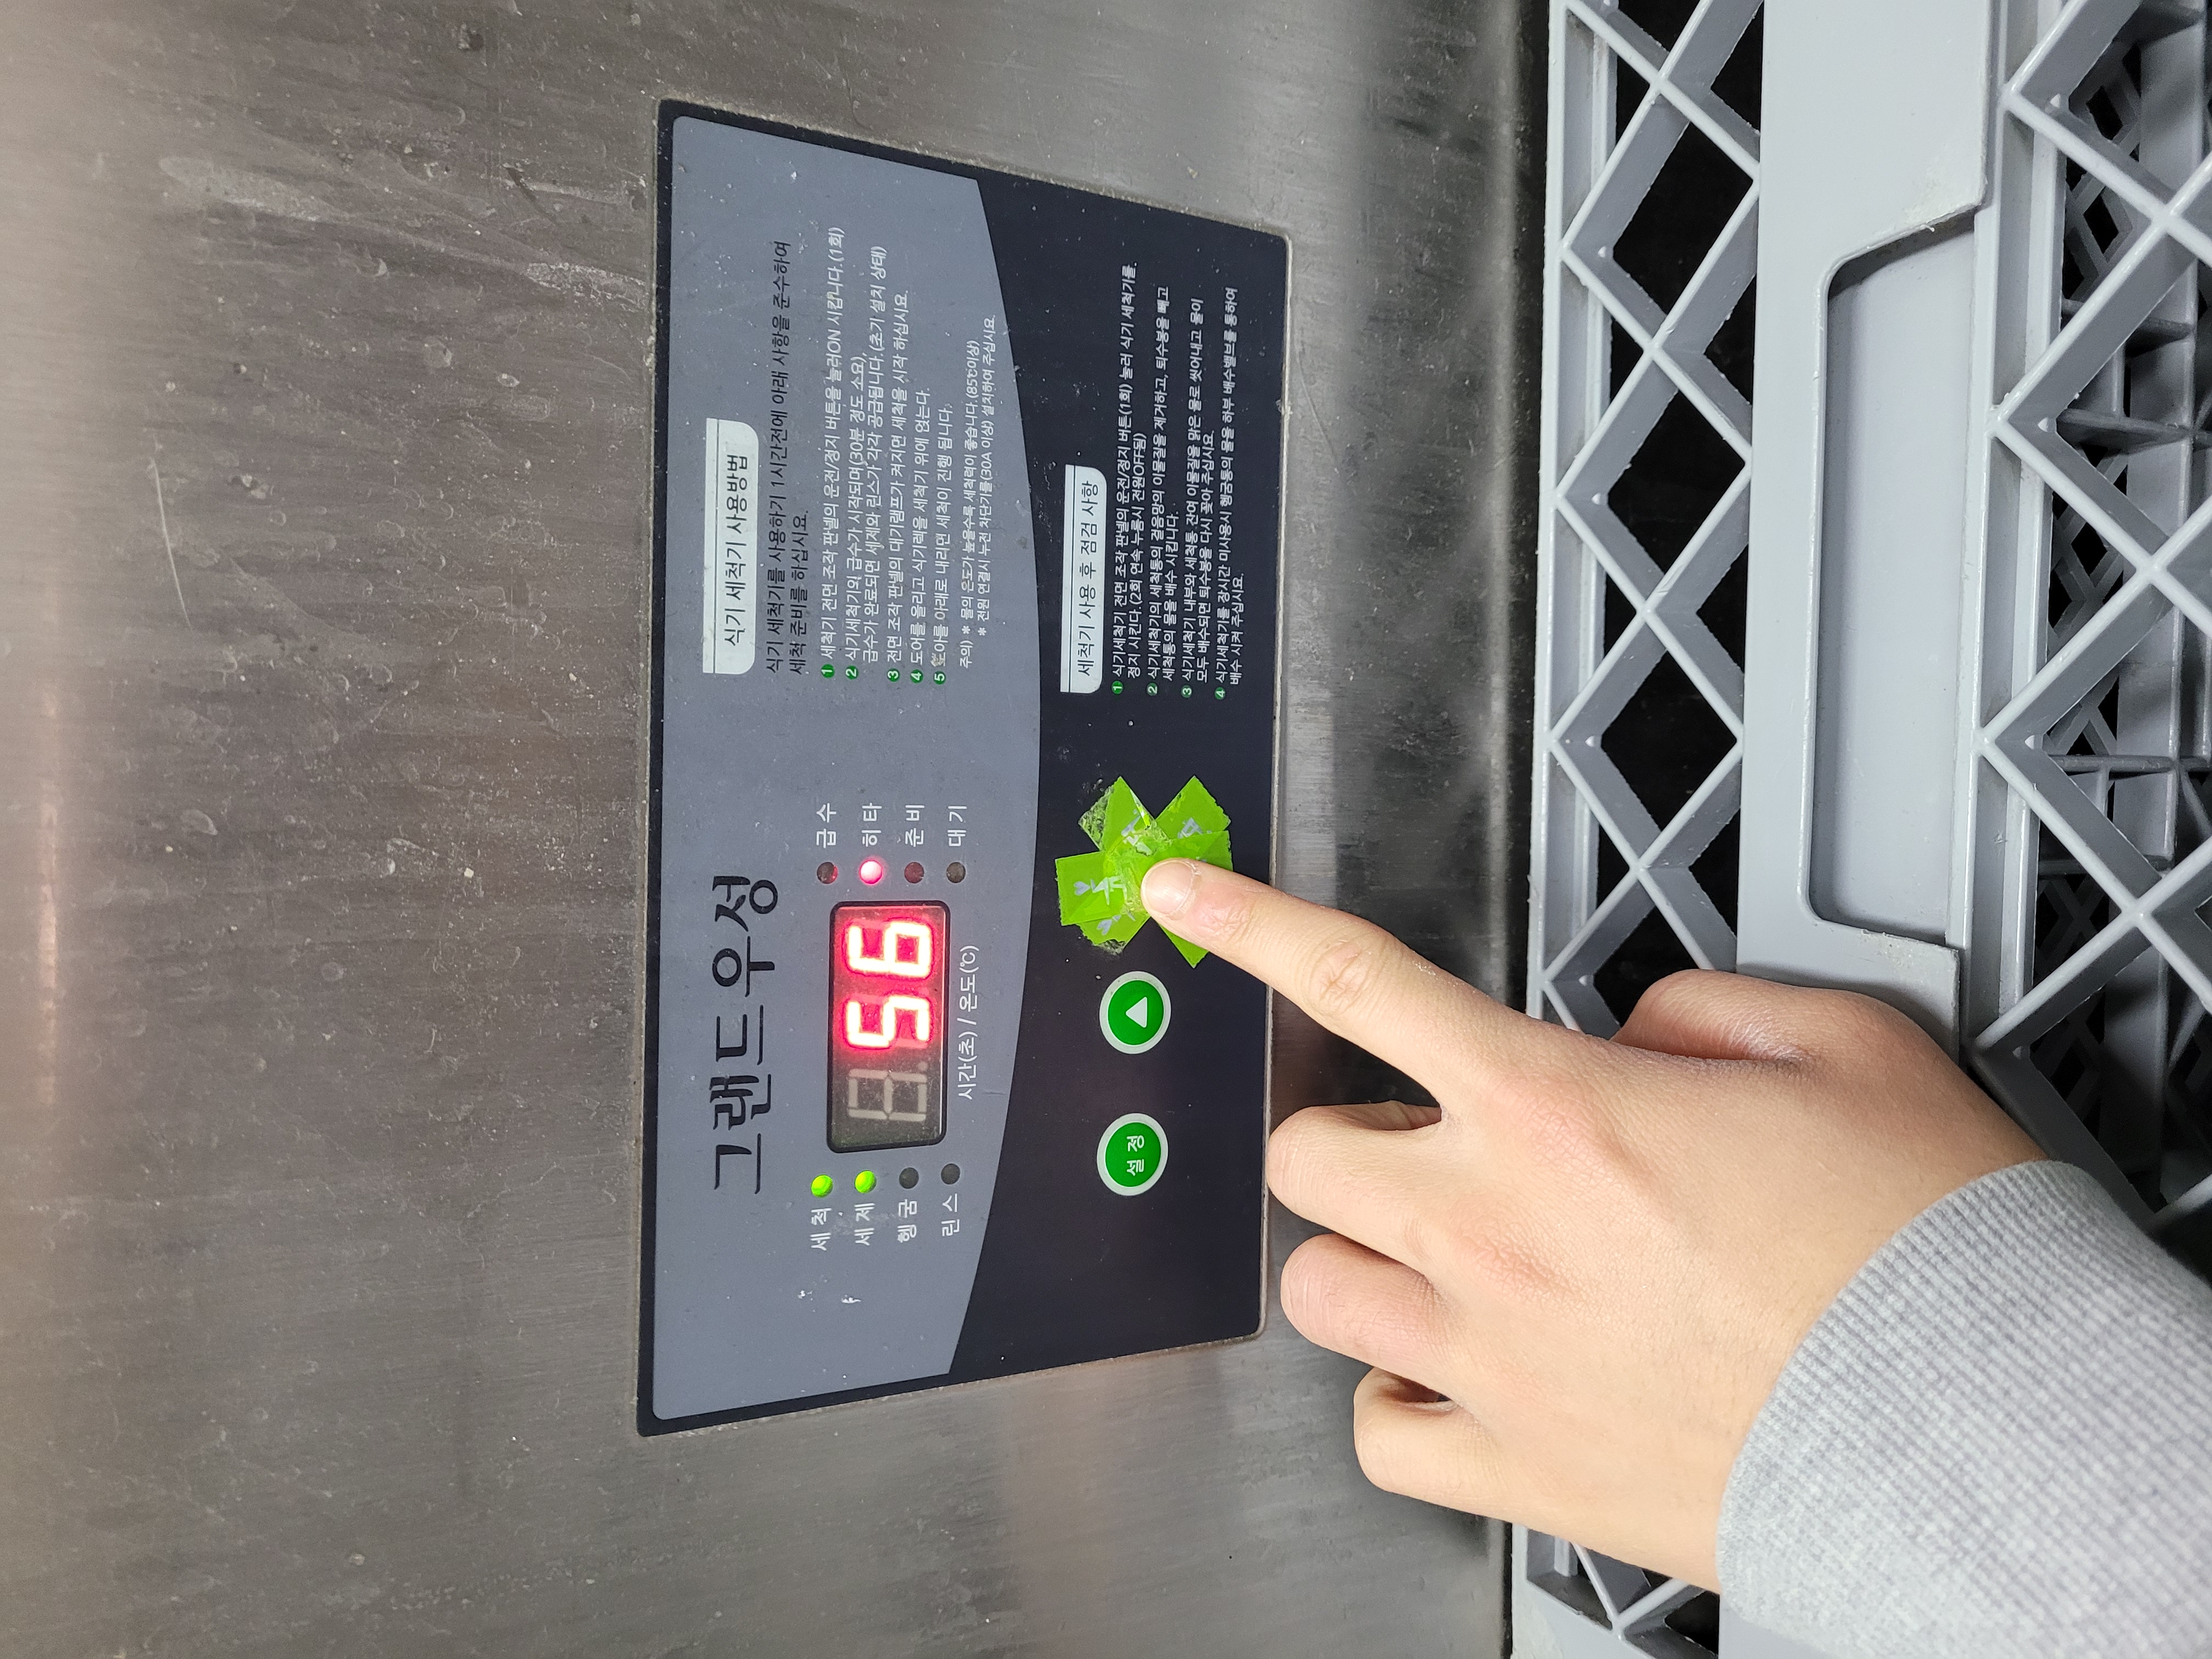 그랜드우성
세척
세제
헹굼
린스
56
급수
히타
준비
대기
시간(초) / 온도(℃)
설정
식기 세척기 사용방법
식기 세척기를 사용하기 1시간전에 아래 사항을 준수하여
세척 준비를 하십시요.
1 세척기 전면 조작 판넬의 운전/정지 버튼을 눌러ON 시킵니다.(1회)
2 식기세척기의 급수가 시작되며(30분 정도 소요),
급수가 완료되면 세제와 린스가 각각 공급됩니다.(초기 설치 상태)
3 전면 조작 판넬의 대기램프가 켜지면 세척을 시작 하십시요.
4 도어를 올리고 식기렉을 세척기 위에 얹는다.
5 아래로 내리면 세척이 진행 됩니다.
주의) * 물의 온도가 높을수록 세척력이 좋습니다.(85℃이상)
* 전원 연결시 누전 차단기를(30A 이상) 설치하여 주십시요.
세척기 사용 후 점검 사항
1 식기세척기 전면 조작 판넬의 운전/정지 버튼(1회) 눌러 식기 세척기를
정지 시킨다.(2회 연속 누름시 전원OFF됨)
2 식기세척기의 세척통의 걸음망의 이물질을 제거하고, 퇴수봉을 빼고
세척통의 물을 배수 시킵니다.
3 식기세척기 내부와 세척통 잔여 이물질을 맑은 물로 씻어내고 물이
모두 배수되면 퇴수봉을 다시 꽂아 주십시요.
4 식기세척기를 장시간 미사용시 헹굼통의 물을 하부 배수밸브를 통하여
배수 시켜 주십시요.